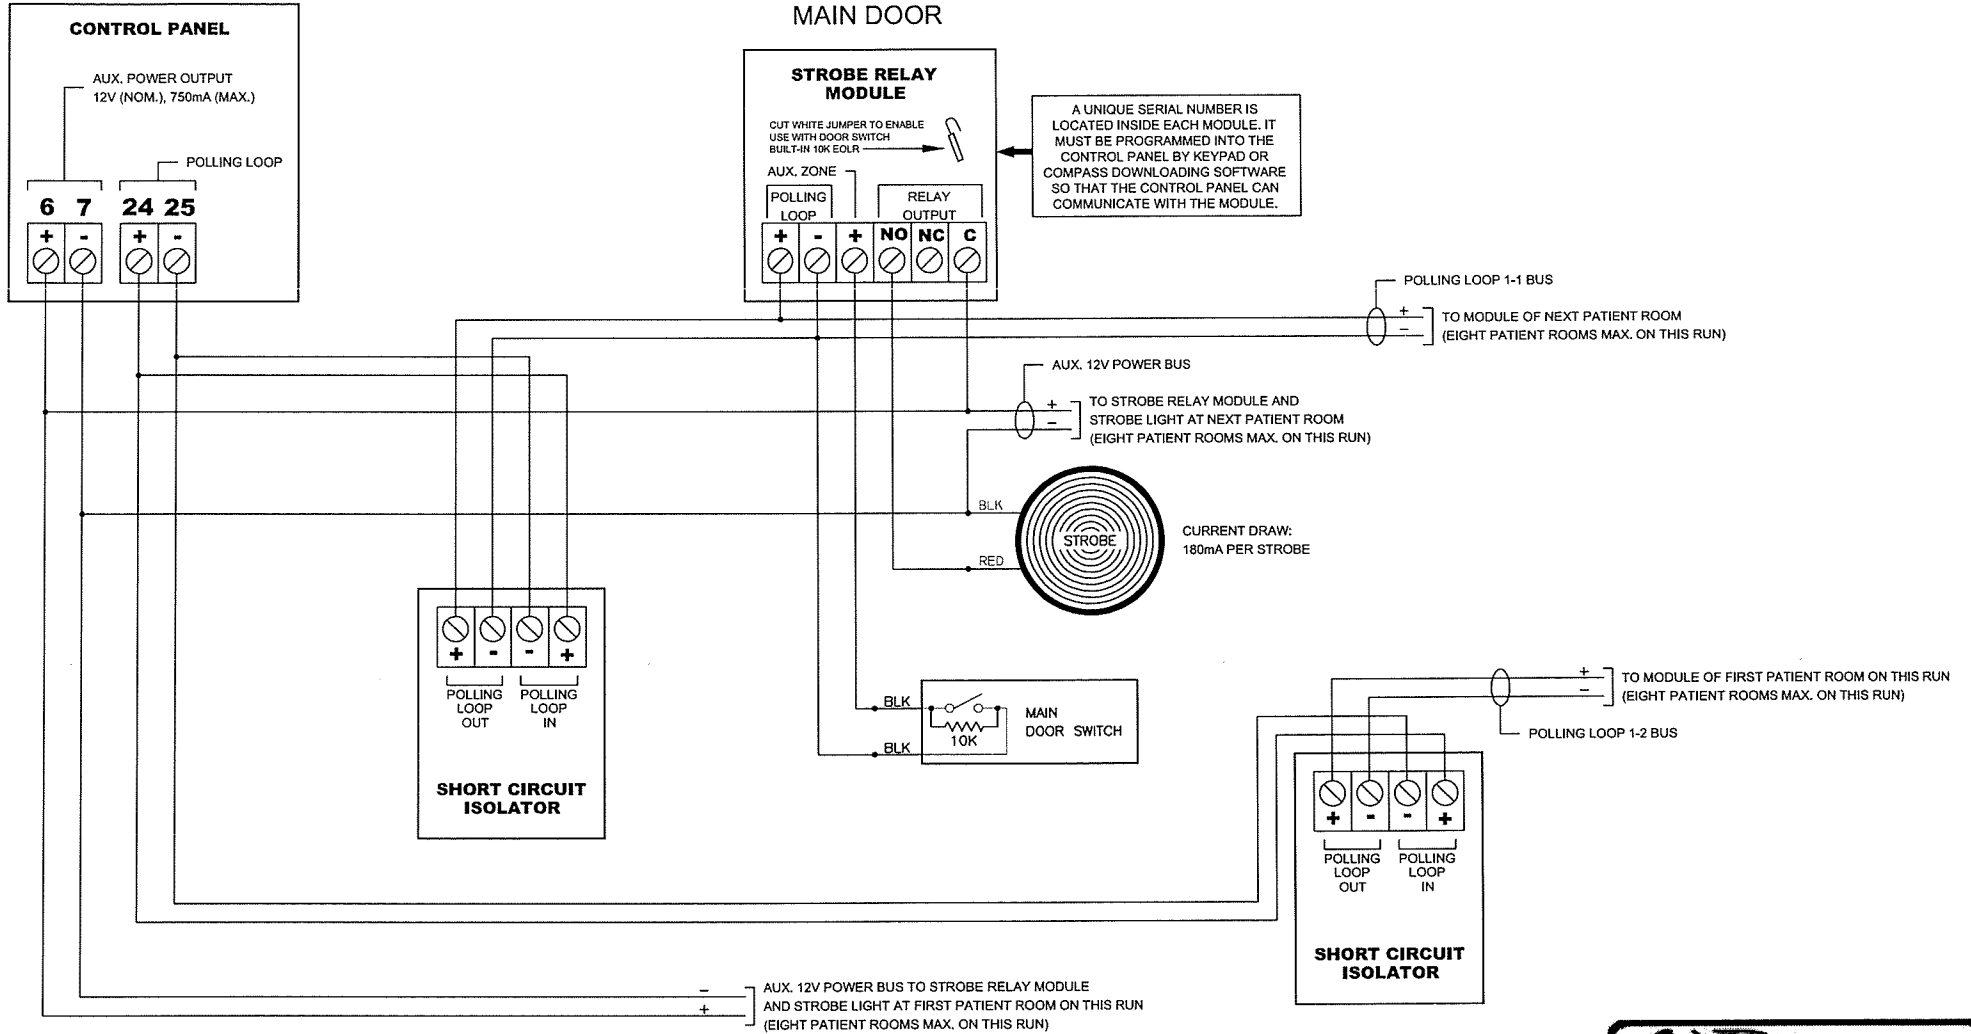 MAIN DOOR
CONTROL PANEL
AUX. POWER OUTPUT
12V (NOM.), 750mA (MAX.)
POLLING LOOP
6 7 24 25
+ - + -
STROBE RELAY
MODULE
CUT WHITE JUMPER TO ENABLE
USE WITH DOOR SWITCH
BUILT-IN 10K EOLR
AUX. ZONE
POLLING
LOOP
RELAY
OUTPUT
+ - + NO NC C
A UNIQUE SERIAL NUMBER IS
LOCATED INSIDE EACH MODULE. IT
MUST BE PROGRAMMED INTO THE
CONTROL PANEL BY KEYPAD OR
COMPASS DOWNLOADING SOFTWARE
SO THAT THE CONTROL PANEL CAN
COMMUNICATE WITH THE MODULE.
POLLING LOOP 1-1 BUS
+
−
TO MODULE OF NEXT PATIENT ROOM
(EIGHT PATIENT ROOMS MAX. ON THIS RUN)
AUX. 12V POWER BUS
+
−
TO STROBE RELAY MODULE AND
STROBE LIGHT AT NEXT PATIENT ROOM
(EIGHT PATIENT ROOMS MAX. ON THIS RUN)
BLK
RED
STROBE
CURRENT DRAW:
180mA PER STROBE
+ - - +
POLLING
LOOP
OUT
POLLING
LOOP
IN
SHORT CIRCUIT
ISOLATOR
BLK
BLK
10K
MAIN
DOOR SWITCH
+
−
TO MODULE OF FIRST PATIENT ROOM ON THIS RUN
(EIGHT PATIENT ROOMS MAX. ON THIS RUN)
POLLING LOOP 1-2 BUS
+ - - +
POLLING
LOOP
OUT
POLLING
LOOP
IN
SHORT CIRCUIT
ISOLATOR
−
+
AUX. 12V POWER BUS TO STROBE RELAY MODULE
AND STROBE LIGHT AT FIRST PATIENT ROOM ON THIS RUN
(EIGHT PATIENT ROOMS MAX. ON THIS RUN)